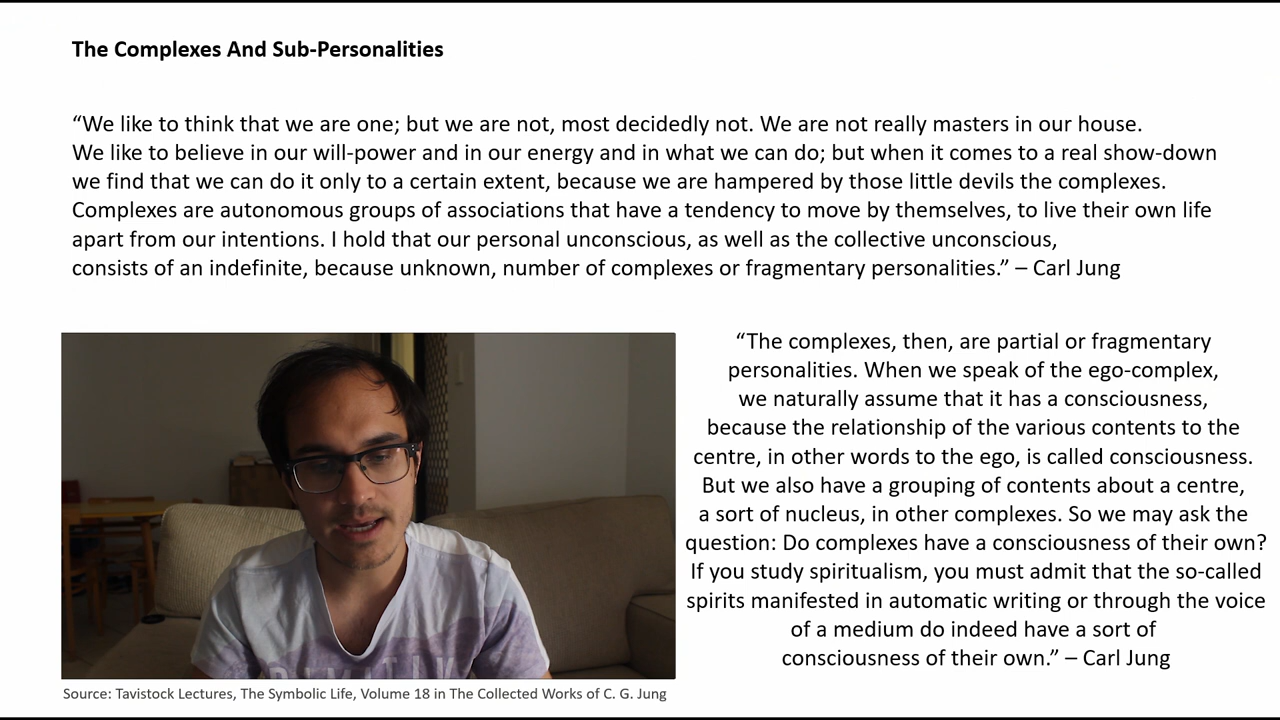 The Complexes And Sub-Personalities
“We like to think that we are one; but we are not, most decidedly not. We are not really masters in our house.
We like to believe in our will-power and in our energy and in what we can do; but when it comes to a real show-down
we find that we can do it only to a certain extent, because we are hampered by those little devils the complexes.
Complexes are autonomous groups of associations that have a tendency to move by themselves, to live their own life
apart from our intentions. I hold that our personal unconscious, as well as the collective unconscious,
consists of an indefinite, because unknown, number of complexes or fragmentary personalities.” – Carl Jung
“The complexes, then, are partial or fragmentary
personalities. When we speak of the ego-complex,
we naturally assume that it has a consciousness,
because the relationship of the various contents to the
centre, in other words to the ego, is called consciousness.
But we also have a grouping of contents about a centre,
a sort of nucleus, in other complexes. So we may ask the
question: Do complexes have a consciousness of their own?
If you study spiritualism, you must admit that the so-called
spirits manifested in automatic writing or through the voice
of a medium do indeed have a sort of
consciousness of their own.” – Carl Jung
Source: Tavistock Lectures, The Symbolic Life, Volume 18 in The Collected Works of C. G. Jung